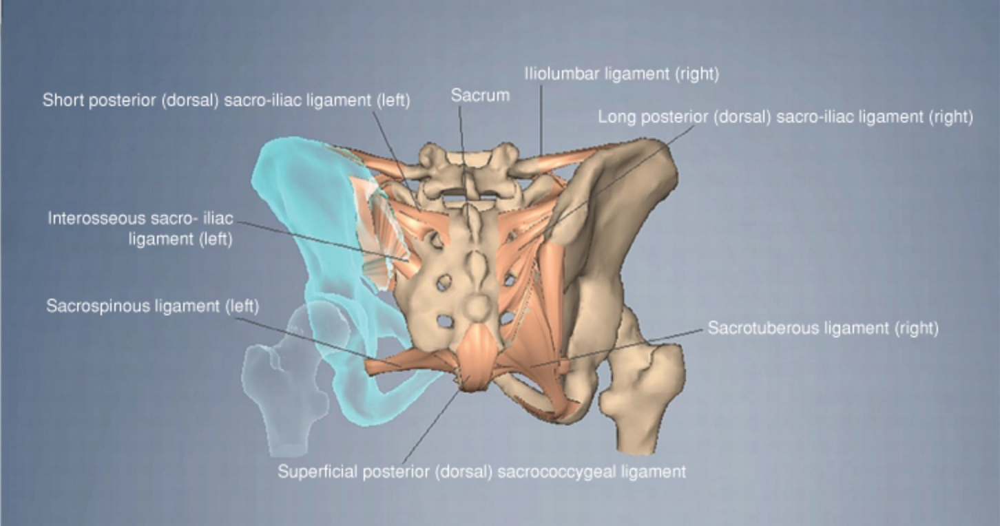 Iliolumbar ligament (right)
Short posterior (dorsal) sacro-iliac ligament (left)
Sacrum
Long posterior (dorsal) sacro-iliac ligament (right)
Interosseous sacro- iliac
ligament (left)
Sacrospinous ligament (left)
Sacrotuberous ligament (right)
Superficial posterior (dorsal) sacrococcygeal ligament